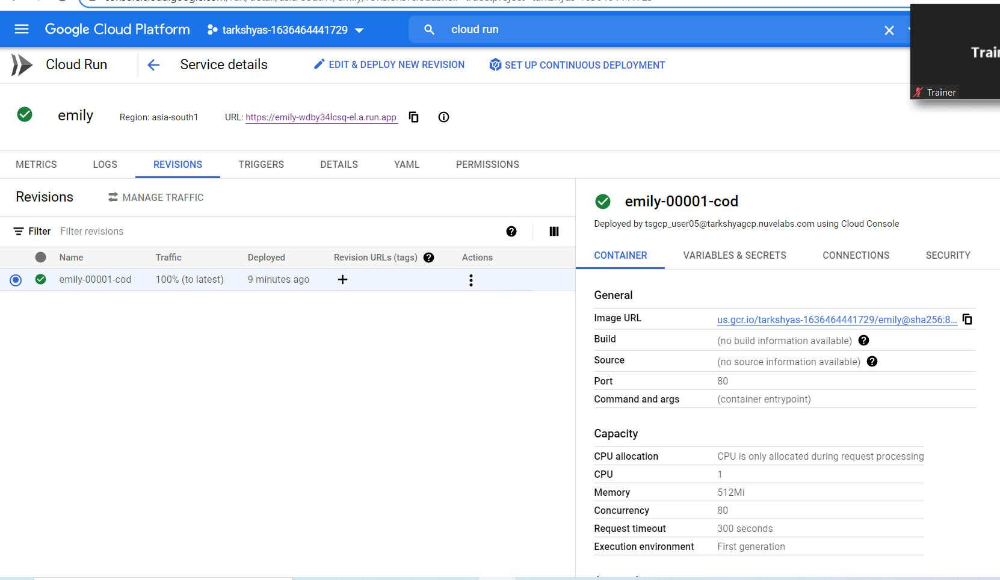 Google Cloud Platform
tarkshyas-1636464441729
cloud run
Cloud Run
Service details
EDIT & DEPLOY NEW REVISION
SET UP CONTINUOUS DEPLOYMENT
Trainer
emily
Region: asia-south1
URL: https://emily-wdby34lcsq-el.a.run.app
METRICS
LOGS
REVISIONS
TRIGGERS
DETAILS
YAML
PERMISSIONS
Revisions
MANAGE TRAFFIC
Filter
Filter revisions
Name
Traffic
Deployed
Revision URLs (tags)
Actions
emily-00001-cod
100% (to latest)
9 minutes ago
emily-00001-cod
Deployed by tsgcp_user05@tarkshyagcp.nuvelabs.com using Cloud Console
CONTAINER
VARIABLES & SECRETS
CONNECTIONS
SECURITY
General
Image URL
us.gcr.io/tarkshyas-1636464441729/emily@sha256:8...
Build
(no build information available)
Source
(no source information available)
Port
80
Command and args
(container entrypoint)
Capacity
CPU allocation
CPU is only allocated during request processing
CPU
1
Memory
512Mi
Concurrency
80
Request timeout
300 seconds
Execution environment
First generation